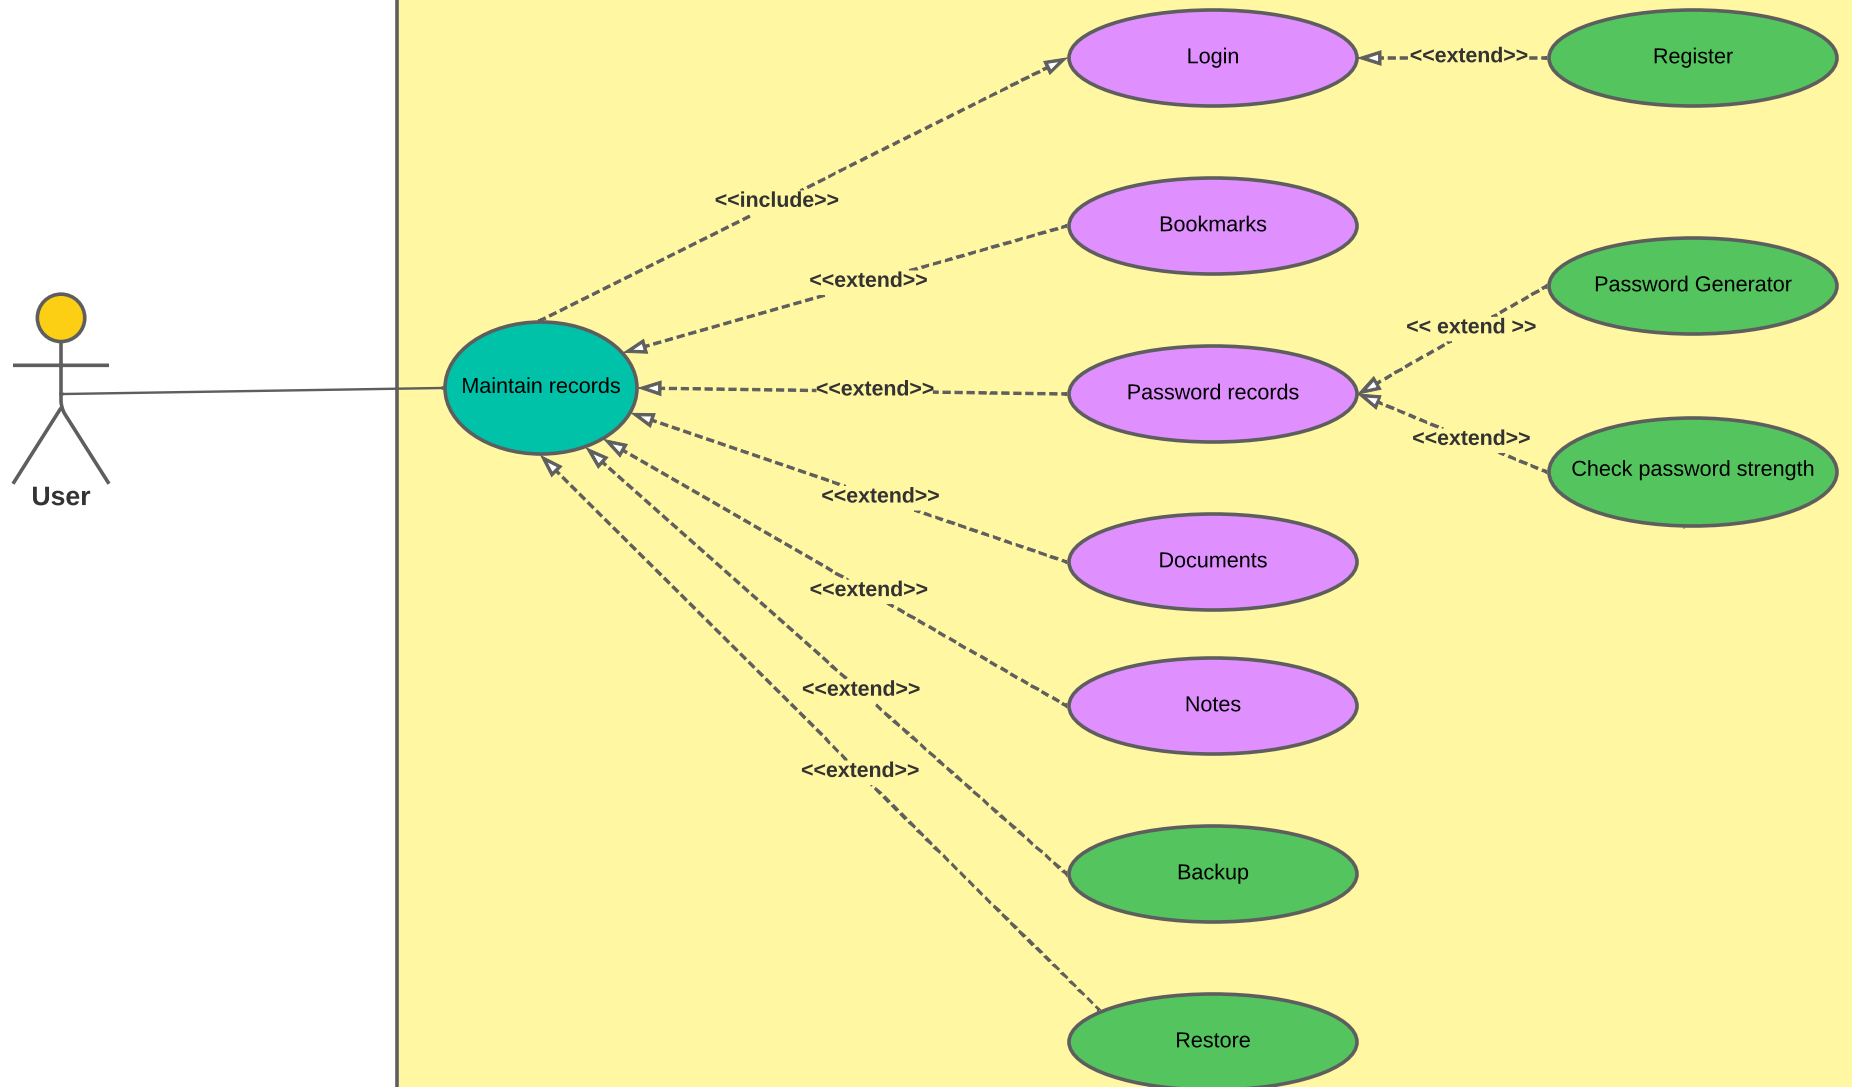 Login
<<extend>>
Register
<<include>>
Bookmarks
<<extend>>
Password Generator
<< extend >>
Maintain records
<<extend>>
Password records
<<extend>>
Check password strength
User
<<extend>>
Documents
<<extend>>
Notes
<<extend>>
<<extend>>
Backup
Restore